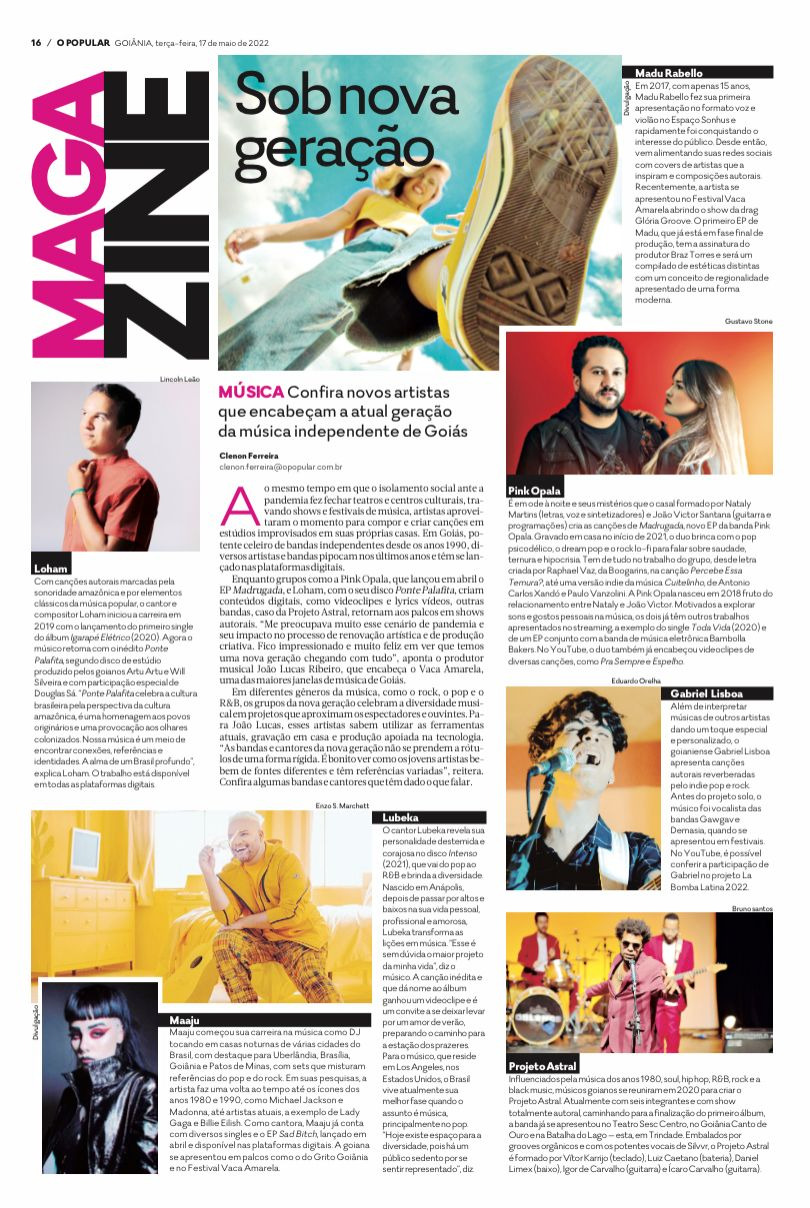 16 / O POPULAR GOIÂNIA, terça-feira, 17 de maio de 2022
MAGA
ZINE
Sob nova
geração
Divulgação
Madu Rabello
Em 2017, com apenas 15 anos,
Madu Rabello fez sua primeira
apresentação no formato voz e
violão no Espaço Sonhus e
rapidamente foi conquistando o
interesse do público. Desde então,
vem alimentando suas redes sociais
com covers de artistas que a
inspiram e composições autorais.
Recentemente, a artista se
apresentou no Festival Vaca
Amarela abrindo o show da drag
Glória Groove. O primeiro EP de
Madu, que já está em fase final de
produção, tem a assinatura do
produtor Braz Torres e será um
compilado de estéticas distintas
com um conceito de regionalidade
apresentado de uma forma
moderna.
MÚSICA Confira novos artistas
que encabeçam a atual geração
da música independente de Goiás
Clenon Ferreira
clenon.ferreira@opopular.com.br
Ao mesmo tempo em que o isolamento social ante a
pandemia fez fechar teatros e centros culturais, tra-
vando shows e festivais de música, artistas aprovei-
taram o momento para compor e criar canções em
estúdios improvisados em suas próprias casas. Em Goiás, po-
tente celeiro de bandas independentes desde os anos 1990, di-
versos artistas e bandas pipocam nos últimos anos e têm se lan-
çado nas plataformas digitais.
Enquanto grupos como a Pink Opala, que lançou em abril o
EP Madrugada, e Loham, com o seu disco Ponte Palafita, criam
conteúdos digitais, como videoclipes e lyrics vídeos, outras
bandas, caso da Projeto Astral, retornam aos palcos em shows
autorais. “Me preocupava muito esse cenário de pandemia e
seu impacto no processo de renovação artística e de produção
criativa. Fico impressionado e muito feliz em ver que temos
uma nova geração chegando com tudo”, aponta o produtor
musical João Lucas Ribeiro, que encabeça o Vaca Amarela,
uma das maiores janelas de música de Goiás.
Em diferentes gêneros da música, como o rock, o pop e o
R&B, os grupos da nova geração celebram a diversidade musi-
cal em projetos que aproximam os espectadores e ouvintes. Pa-
ra João Lucas, esses artistas sabem utilizar as ferramentas
atuais, gravação em casa e produção apoiada na tecnologia.
“As bandas e cantores da nova geração não se prendem a rótu-
los de uma forma rígida. É bonito ver como os jovens artistas be-
bem de fontes diferentes e têm referências variadas”, reitera.
Confira algumas bandas e cantores que têm dado o que falar.
Lincoln Leão
Loham
Com canções autorais marcadas pela
sonoridade amazônica e por elementos
clássicos da música popular, o cantor e
compositor Loham iniciou a carreira em
2019 com o lançamento do primeiro single
do álbum Igarapé Elétrico (2020). Agora o
músico retoma com o inédito Ponte
Palafita, segundo disco de estúdio
produzido pelos goianos Artu Artu e Will
Silveira e com participação especial de
Douglas Sá. “Ponte Palafita celebra a cultura
brasileira pela perspectiva da cultura
amazônica, é uma homenagem aos povos
originários e uma provocação aos olhares
colonizados. Nossa música é um meio de
encontrar conexões, referências e
identidades. A alma de um Brasil profundo”,
explica Loham. O trabalho está disponível
em todas as plataformas digitais.
Gustavo Stone
Pink Opala
É em ode à noite e seus mistérios que o casal formado por Nataly
Martins (letras, voz e sintetizadores) e João Victor Santana (guitarra e
programações) cria as canções de Madrugada, novo EP da banda Pink
Opala. Gravado em casa no início de 2021, o duo brinca com o pop
psicodélico, o dream pop e o rock lo-fi para falar sobre saudade,
ternura e hipocrisia. Tem de tudo no trabalho do grupo, desde letra
criada por Raphael Vaz, da Boogarins, na canção Percebe Essa
Ternura?, até uma versão indie da música Cuitelinho, de Antonio
Carlos Xandó e Paulo Vanzolini. A Pink Opala nasceu em 2018 fruto do
relacionamento entre Nataly e João Victor. Motivados a explorar
sons e gostos pessoais na música, os dois já têm outros trabalhos
apresentados no streaming, a exemplo do single Toda Vida (2020) e
de um EP conjunto com a banda de música eletrônica Bambolla
Bakers. No YouTube, o duo também já encabeçou videoclipes de
diversas canções, como Pra Sempre e Espelho.
Eduardo Orelha
Gabriel Lisboa
Além de interpretar
músicas de outros artistas
dando um toque especial
e personalizado, o
goianiense Gabriel Lisboa
apresenta canções
autorais reverberadas
pelo indie pop e rock.
Antes do projeto solo, o
músico foi vocalista das
bandas Gawgav e
Demasia, quando se
apresentou em festivais.
No YouTube, é possível
conferir a participação de
Gabriel no projeto La
Bomba Latina 2022.
Enzo S. Marchett
Lubeka
O cantor Lubeka revela sua
personalidade destemida e
corajosa no disco Intenso
(2021), que vai do pop ao
R&B e brinda a diversidade.
Nascido em Anápolis,
depois de passar por altos e
baixos na sua vida pessoal,
profissional e amorosa,
Lubeka transforma as
lições em música. “Esse é
sem dúvida o maior projeto
da minha vida”, diz o
músico. A canção inédita e
que dá nome ao álbum
ganhou um videoclipe e é
um convite a se deixar levar
por um amor de verão,
preparando o caminho para
a estação dos prazeres.
Para o músico, que reside
em Los Angeles, nos
Estados Unidos, o Brasil
vive atualmente sua
melhor fase quando o
assunto é música,
principalmente no pop.
“Hoje existe espaço para a
diversidade, pois há um
público sedento por se
sentir representado”, diz.
Divulgação
Maaju
Maaju começou sua carreira na música como DJ
tocando em casas noturnas de várias cidades do
Brasil, com destaque para Uberlândia, Brasília,
Goiânia e Patos de Minas, com sets que misturam
referências do pop e do rock. Em suas pesquisas, a
artista faz uma volta ao tempo até os ícones dos
anos 1980 e 1990, como Michael Jackson e
Madonna, até artistas atuais, a exemplo de Lady
Gaga e Billie Eilish. Como cantora, Maaju já conta
com diversos singles e o EP Sad Bitch, lançado em
abril e disponível nas plataformas digitais. A goiana
se apresentou em palcos como o do Grito Goiânia
e no Festival Vaca Amarela.
Bruno santos
Projeto Astral
Influenciados pela música dos anos 1980, soul, hip hop, R&B, rock e a
black music, músicos goianos se reuniram em 2020 para criar o
Projeto Astral. Atualmente com seis integrantes e com show
totalmente autoral, caminhando para a finalização do primeiro álbum,
a banda já se apresentou no Teatro Sesc Centro, no Goiânia Canto de
Ouro e na Batalha do Lago — esta, em Trindade. Embalados por
grooves orgânicos e com os potentes vocais de Silvvr, o Projeto Astral
é formado por Vítor Karrijo (teclado), Luiz Caetano (bateria), Daniel
Limex (baixo), Igor de Carvalho (guitarra) e Ícaro Carvalho (guitarra).